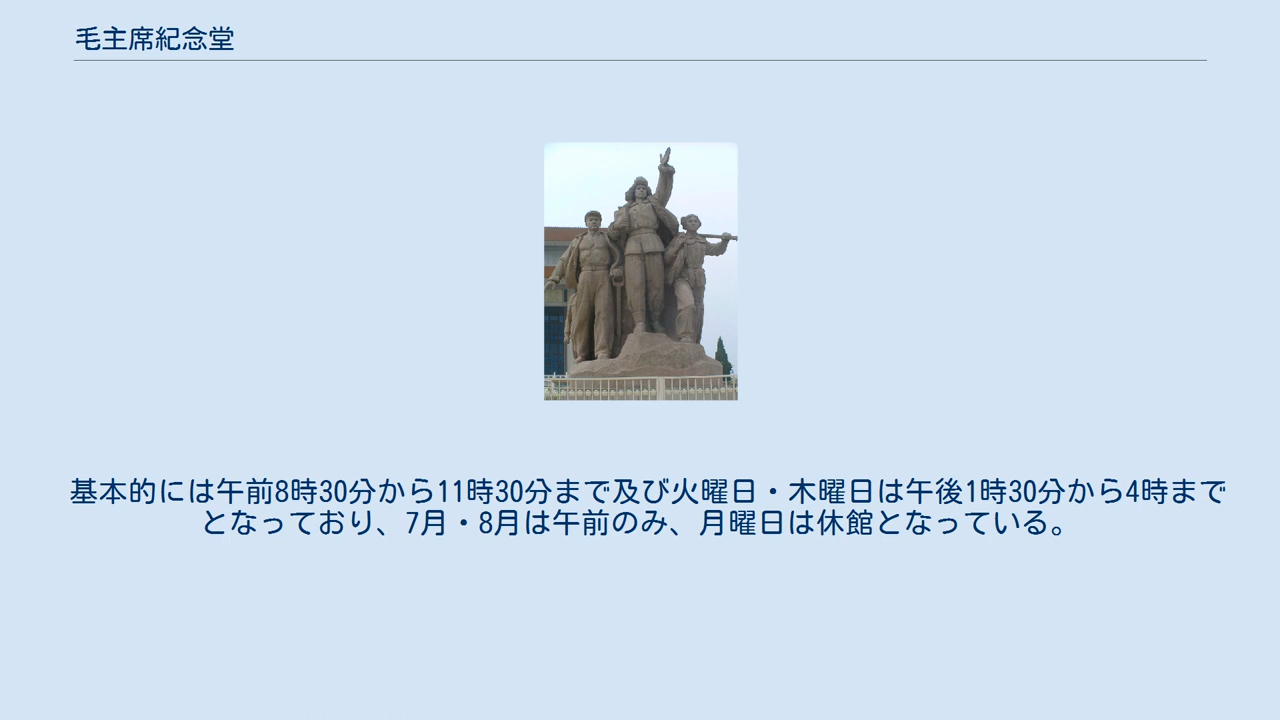 毛主席紀念堂
基本的には午前8時30分から11時30分まで及び火曜日・木曜日は午後1時30分から4時まで
となっており、7月・8月は午前のみ、月曜日は休館となっている。